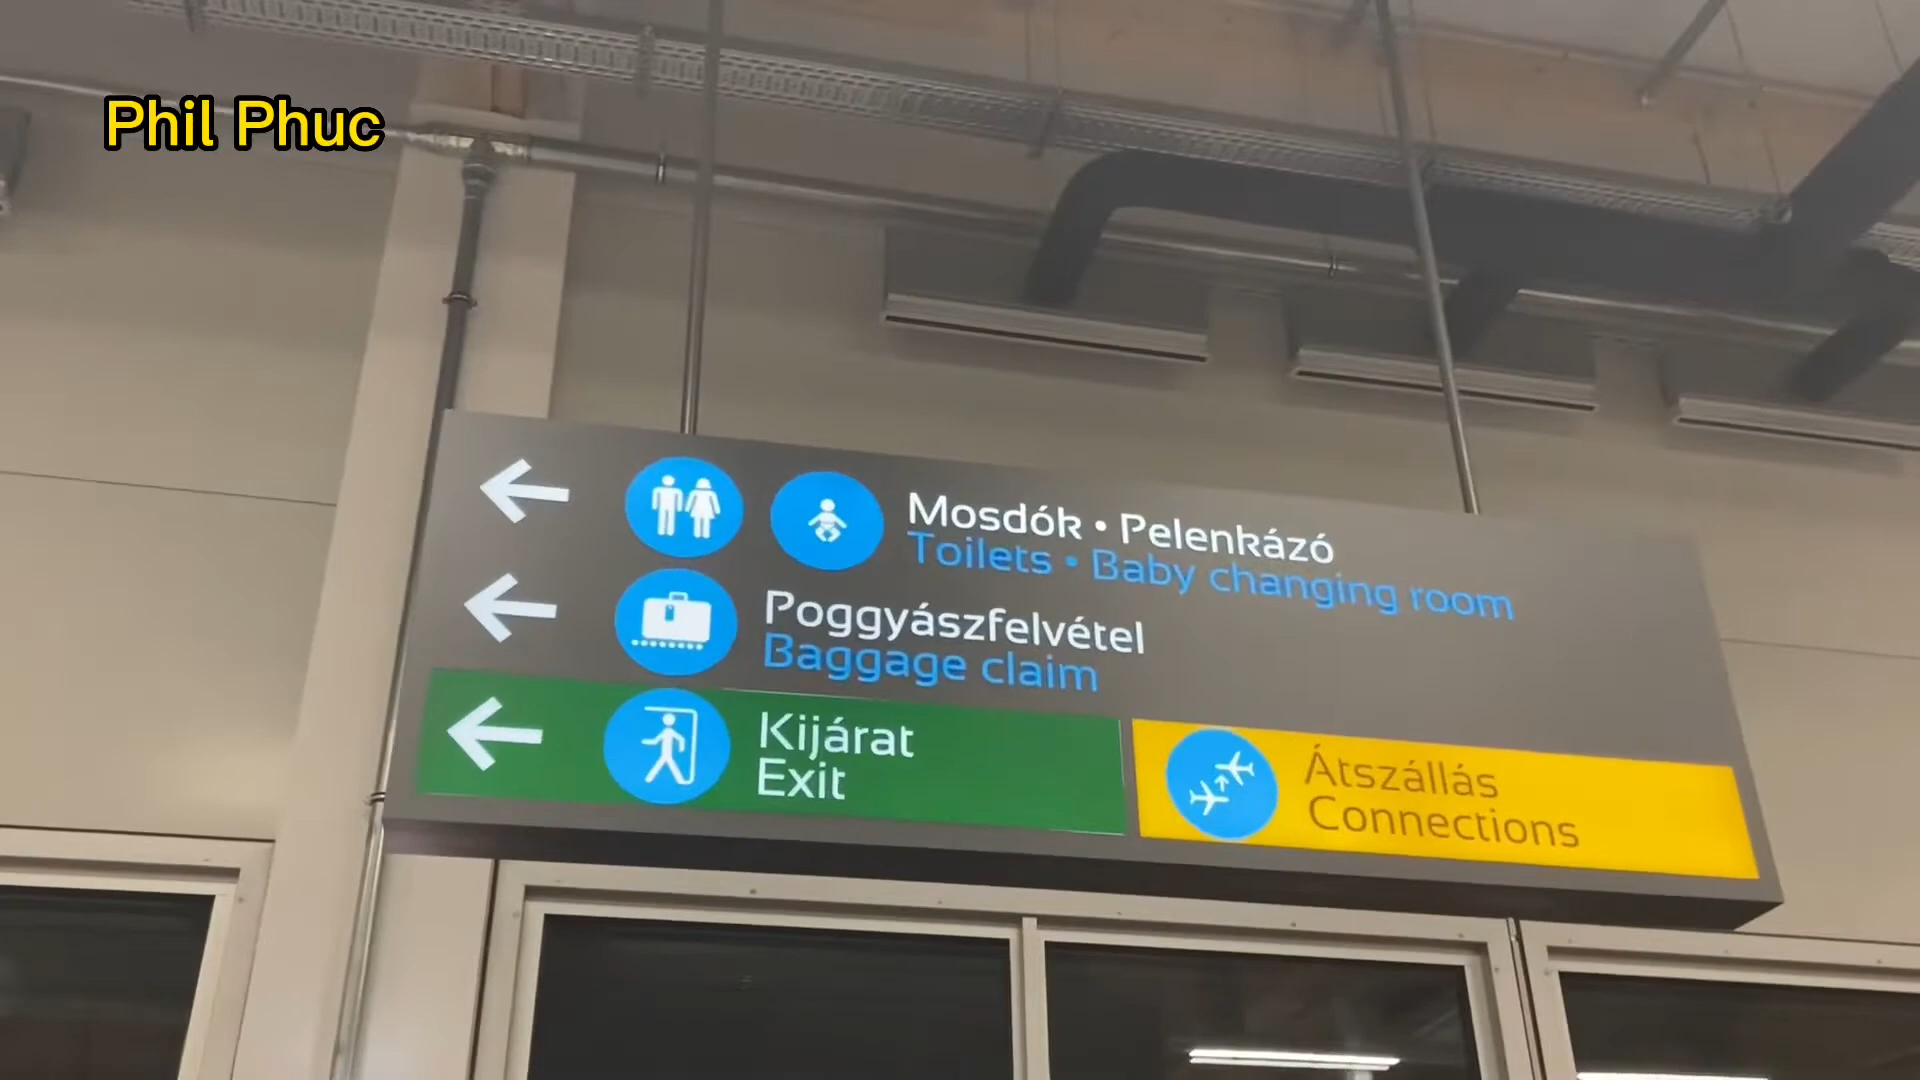 Phil Phuc
Mosdók • Pelenkázó
Toilets • Baby changing room
Poggyászfelvétel
Baggage claim
Kijárat
Exit
Átszállás
Connections